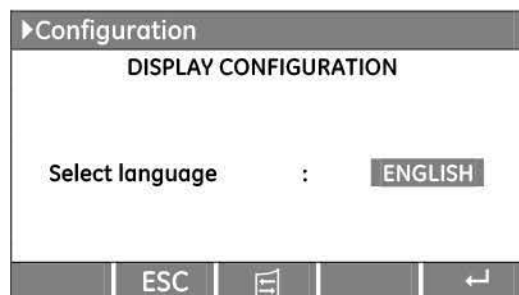 Configuration
DISPLAY CONFIGURATION
Select language : ENGLISH
ESC